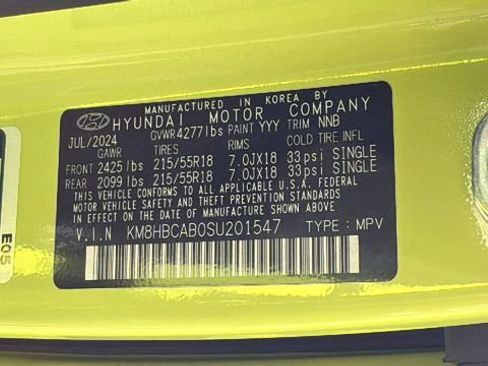 MANUFACTURED IN KOREA BY
HYUNDAI MOTOR COMPANY
JUL/2024 GVWR 4277lbs PAINT YYY TRIM NNB
GAWR TIRES RIMS COLD TIRE INFL
FRONT 2425 lbs 215/55R18 7.0JX18 33psi SINGLE
REAR 2099 lbs 215/55R18 7.0JX18 33psi SINGLE
THIS VEHICLE CONFORMS TO ALL APPLICABLE U.S.A. FEDERAL
MOTOR VEHICLE SAFETY AND THEFT PREVENTION STANDARDS
IN EFFECT ON THE DATE OF MANUFACTURE SHOWN ABOVE.
V.I.N KM8HBCAB0SU201547 TYPE : MPV
E05